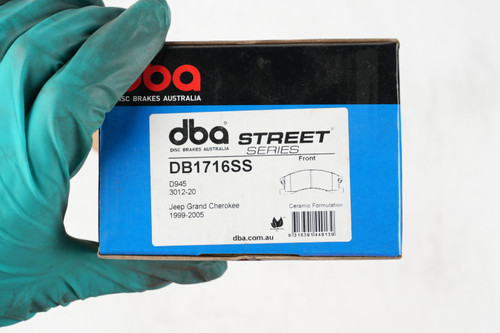 dba
DISC BRAKES AUSTRALIA
dba STREET
DISC BRAKES AUSTRALIA SERIES
Front
DB1716SS
D945
3012-20
Jeep Grand Cherokee
1999-2005
Ceramic Formulation
dba.com.au